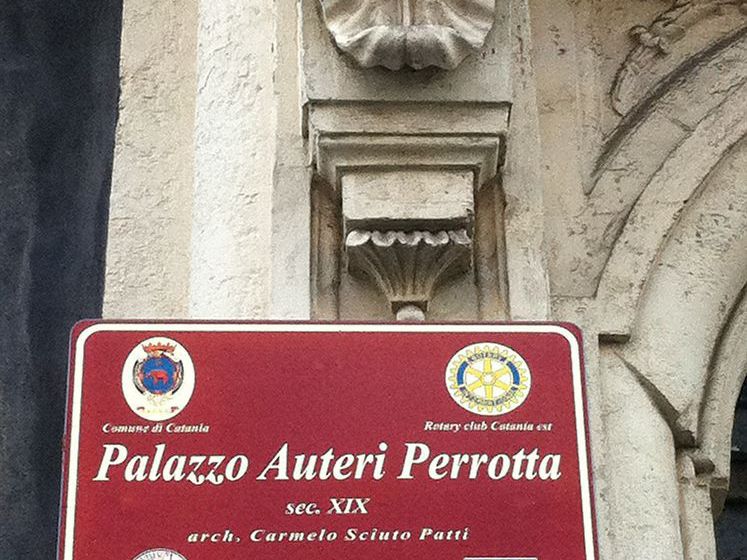 Comune di Catania
Rotary club Catania est
Palazzo Auteri Perrotta
sec. XIX
arch. Carmelo Sciuto Patti